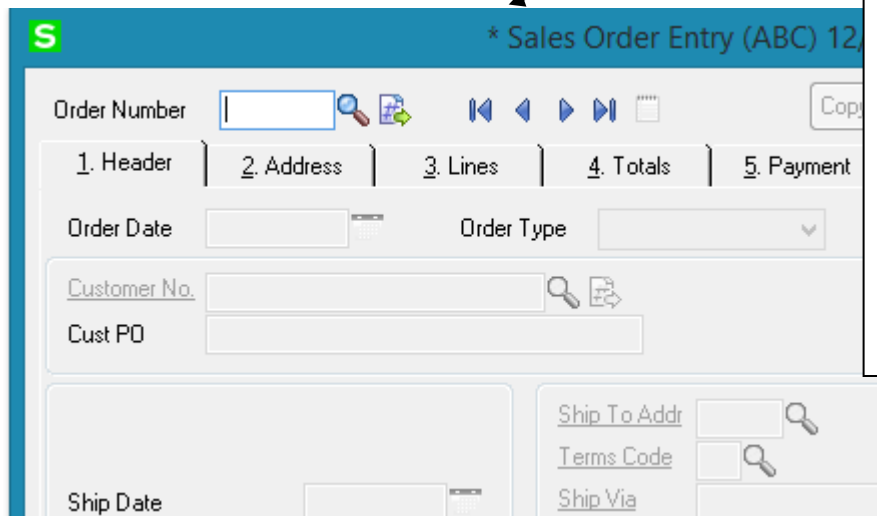 S * Sales Order Entry (ABC) 12/
Order Number Copy
1. Header 2. Address 3. Lines 4. Totals 5. Payment
Order Date Order Type
Customer No.
Cust PO
Ship To Addr
Terms Code
Ship Date Ship Via